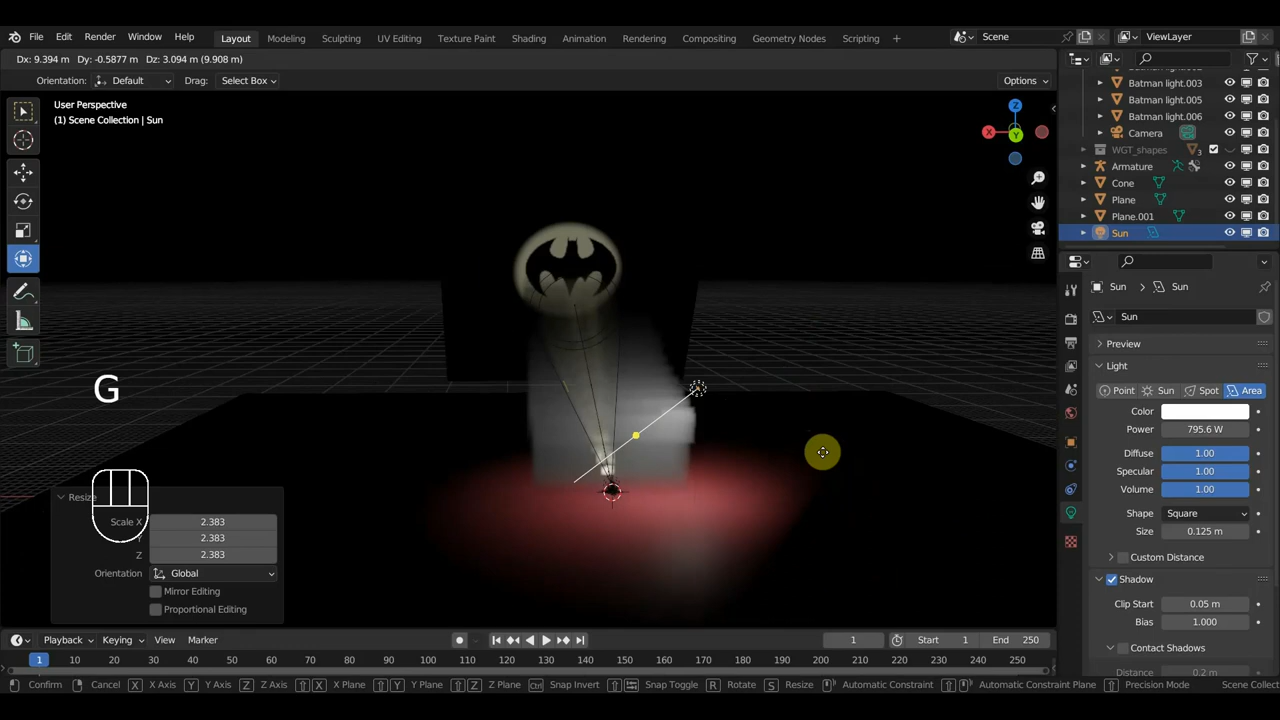 File Edit Render Window Help Layout Modeling Sculpting UV Editing Texture Paint Shading Animation Rendering Compositing Geometry Nodes Scripting + Scene ViewLayer
Dx: 9.394 m Dy: -0.5877 m Dz: 3.094 m (9.908 m)
Orientation: Default Drag: Select Box Options
User Perspective
(1) Scene Collection | Sun
Z
X
Y
G
Resize
Scale X 2.383
2.383
Z 2.383
Orientation Global
Mirror Editing
Proportional Editing
Batman light.003
Batman light.005
Batman light.006
Camera
WGT_shapes 3
Armature
Cone
Plane
Plane.001
Sun
Sun Sun
Sun
Preview
Light
Point Sun Spot Area
Color
Power 795.6 W
Diffuse 1.00
Specular 1.00
Volume 1.00
Shape Square
Size 0.125 m
Custom Distance
Shadow
Clip Start 0.05 m
Bias 1.000
Contact Shadows
Distance 0.2 m
Playback Keying View Marker 1 Start 1 End 250
1 10 20 30 40 50 60 70 80 90 100 110 120 130 140 150 160 170 180 190 200 210 220 230 240 250
Confirm Cancel X X Axis Y Y Axis Z Z Axis X X Plane Y Y Plane Z Z Plane Ctrl Snap Invert Snap Toggle R Rotate S Resize Automatic Constraint Automatic Constraint Plane Precision Mode Scene Collect